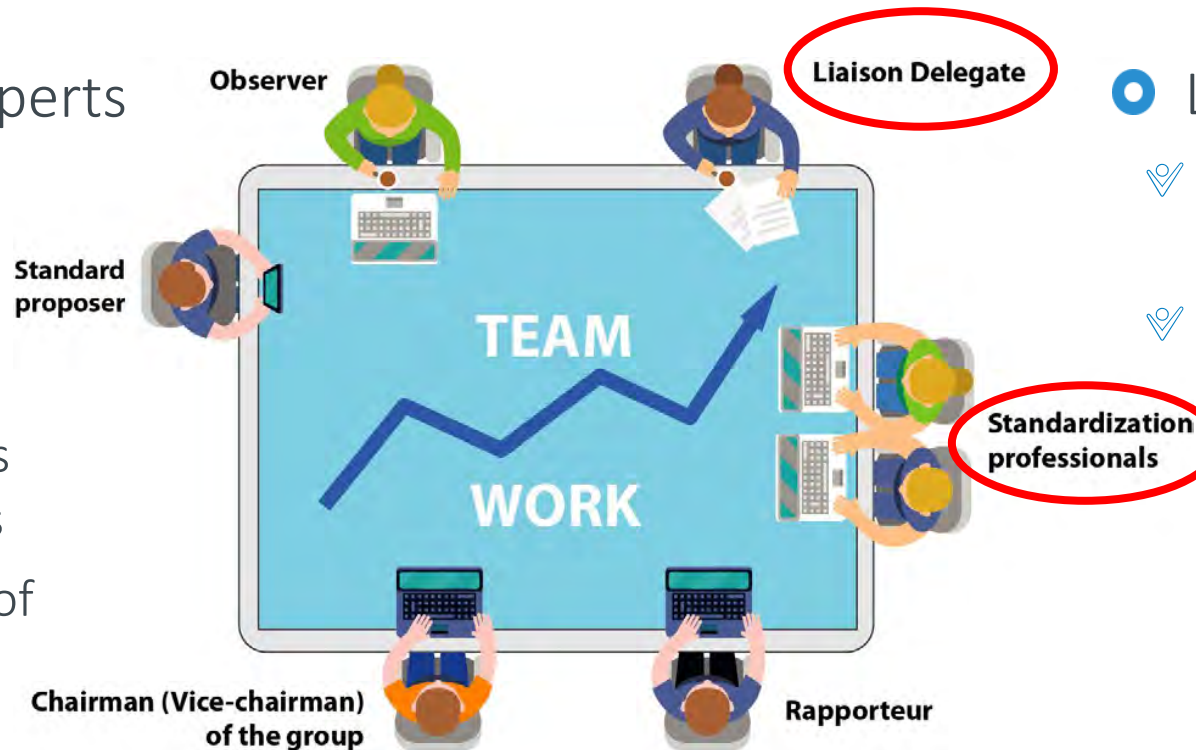 perts
s
s
of
Observer
Liaison Delegate
L
Standard
proposer
TEAM
WORK
Standardization
professionals
Chairman (Vice-chairman)
of the group
Rapporteur